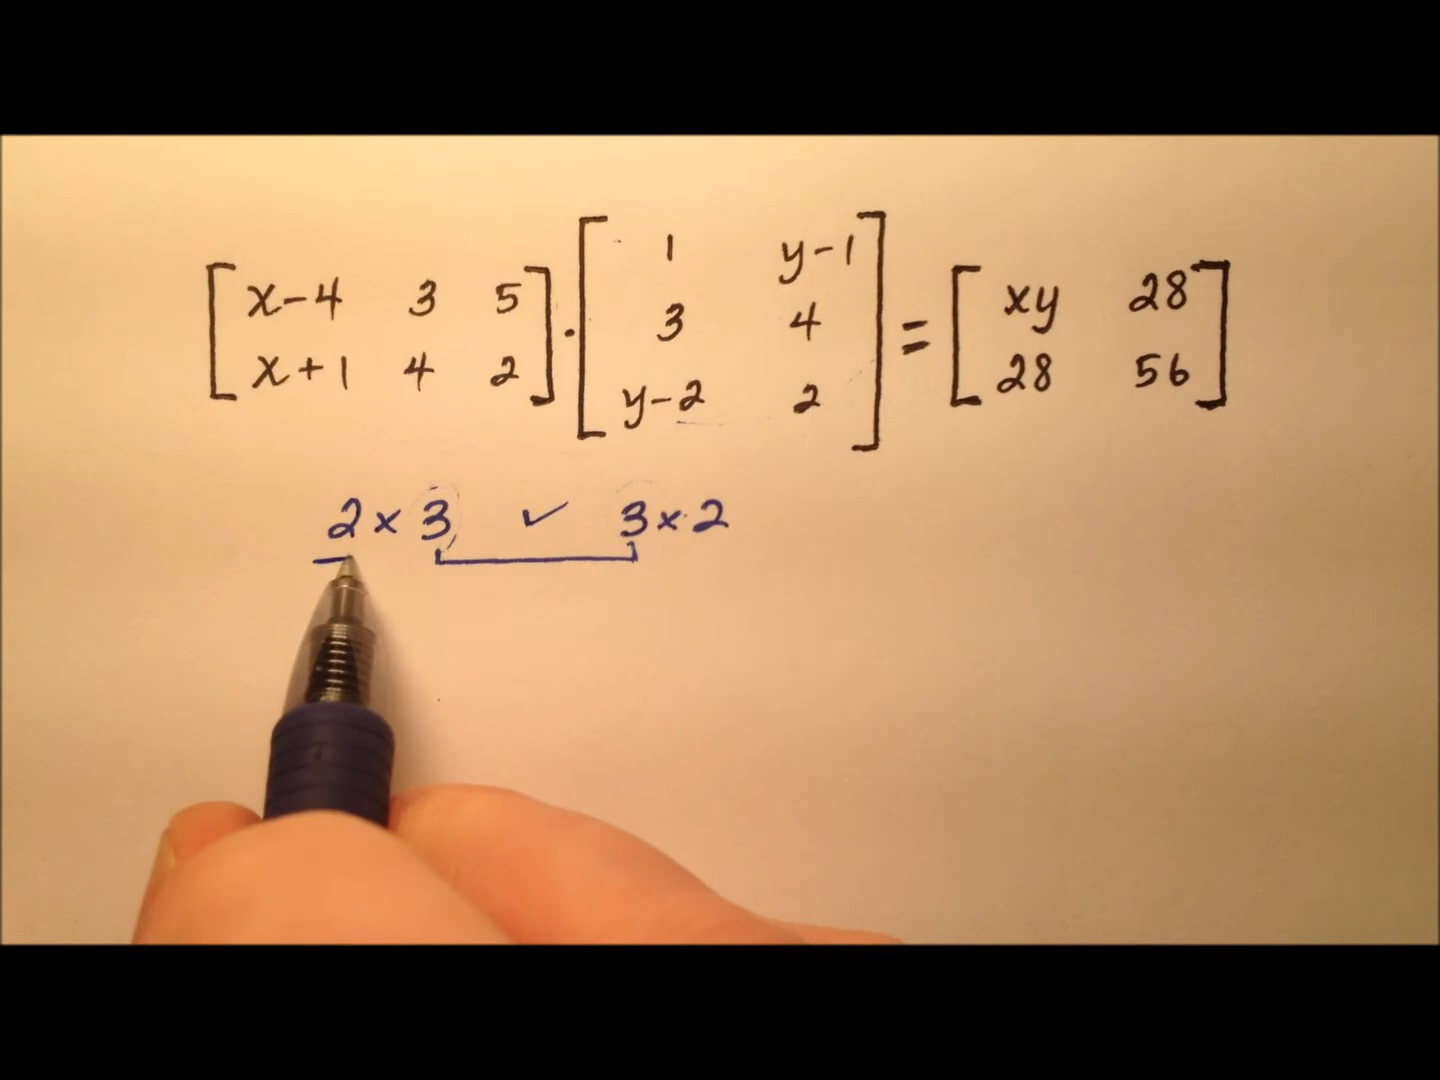 [ x-4 3 5 ] · [ 1 y-1 ] = [ xy 28 ]
[ x+1 4 2 ] [ 3 4 ] [ 28 56 ]
[ y-2 2 ]
2 × 3 ✓ 3 × 2